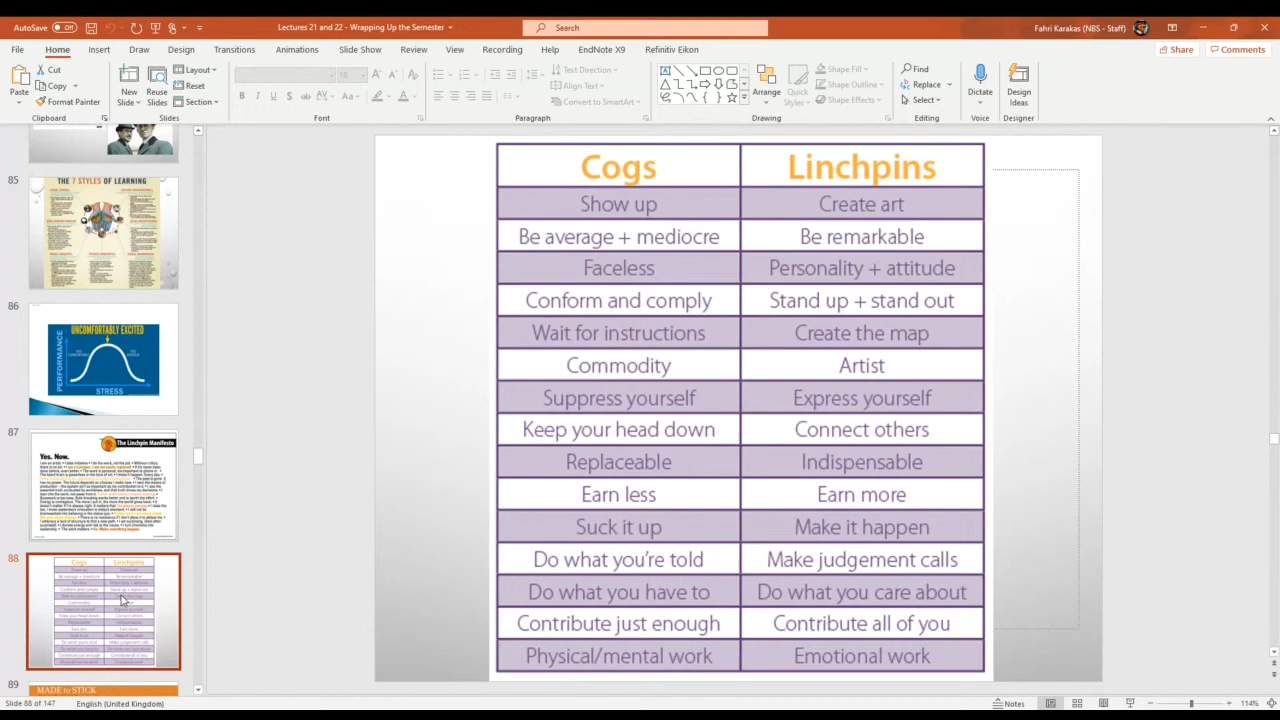 AutoSave Off
Lectures 21 and 22 - Wrapping Up the Semester
Search
Fahri Karakas (NBS - Staff)
File Home Insert Draw Design Transitions Animations Slide Show Review View Recording Help EndNote X9 Refinitiv Eikon
Share Comments
Paste
Cut
Copy
Format Painter
Clipboard
New Slide
Reuse Slides
Layout
Reset
Section
Slides
18
Font
Text Direction
Align Text
Convert to SmartArt
Paragraph
Arrange
Quick Styles
Shape Fill
Shape Outline
Shape Effects
Drawing
Find
Replace
Select
Editing
Dictate
Voice
Design Ideas
Designer
85
THE 7 STYLES OF LEARNING
86
UNCOMFORTABLY EXCITED
PERFORMANCE
STRESS
87
The Linchpin Manifesto
Yes. Now.
88
89
MADE to STICK
Cogs Linchpins
Show up Create art
Be average + mediocre Be remarkable
Faceless Personality + attitude
Conform and comply Stand up + stand out
Wait for instructions Create the map
Commodity Artist
Suppress yourself Express yourself
Keep your head down Connect others
Replaceable Indispensable
Earn less Earn more
Suck it up Make it happen
Do what you're told Make judgement calls
Do what you have to Do what you care about
Contribute just enough Contribute all of you
Physical/mental work Emotional work
Slide 88 of 147 English (United Kingdom)
Notes
114%